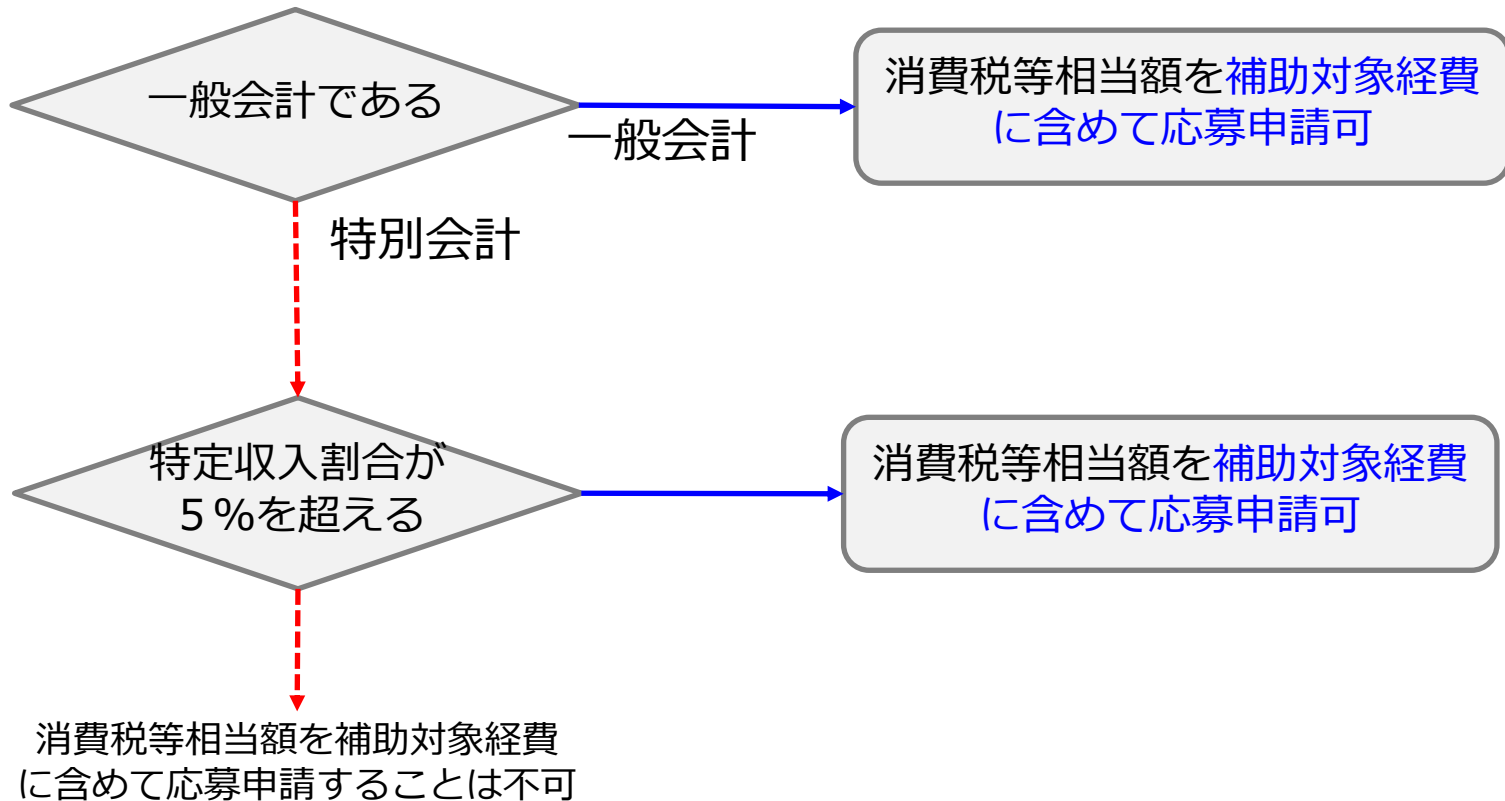 一般会計である
一般会計
消費税等相当額を補助対象経費
に含めて応募申請可
特別会計
特定収入割合が
５％を超える
消費税等相当額を補助対象経費
に含めて応募申請可
消費税等相当額を補助対象経費
に含めて応募申請することは不可